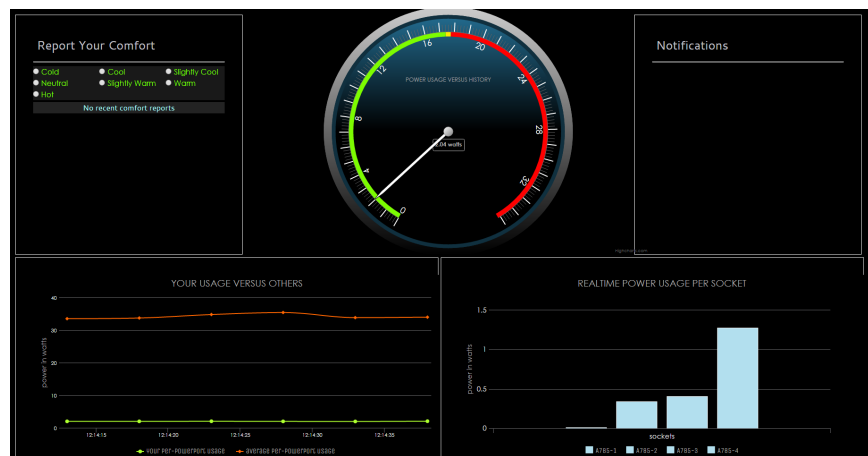 Report Your Comfort
Cold Cool Slightly Cool
Neutral Slightly Warm Warm
Hot
No recent comfort reports
POWER USAGE VERSUS HISTORY
0
4
8
12
16
20
24
28
32
2.04 watts
Notifications
YOUR USAGE VERSUS OTHERS
power in watts
40
30
20
10
0
12:14:15 12:14:20 12:14:25 12:14:30 12:14:35
Your Per-Powerport Usage Average Per-Powerport Usage
REALTIME POWER USAGE PER SOCKET
power in watts
1.5
1
0.5
0
sockets
A785-1 A785-2 A785-3 A785-4